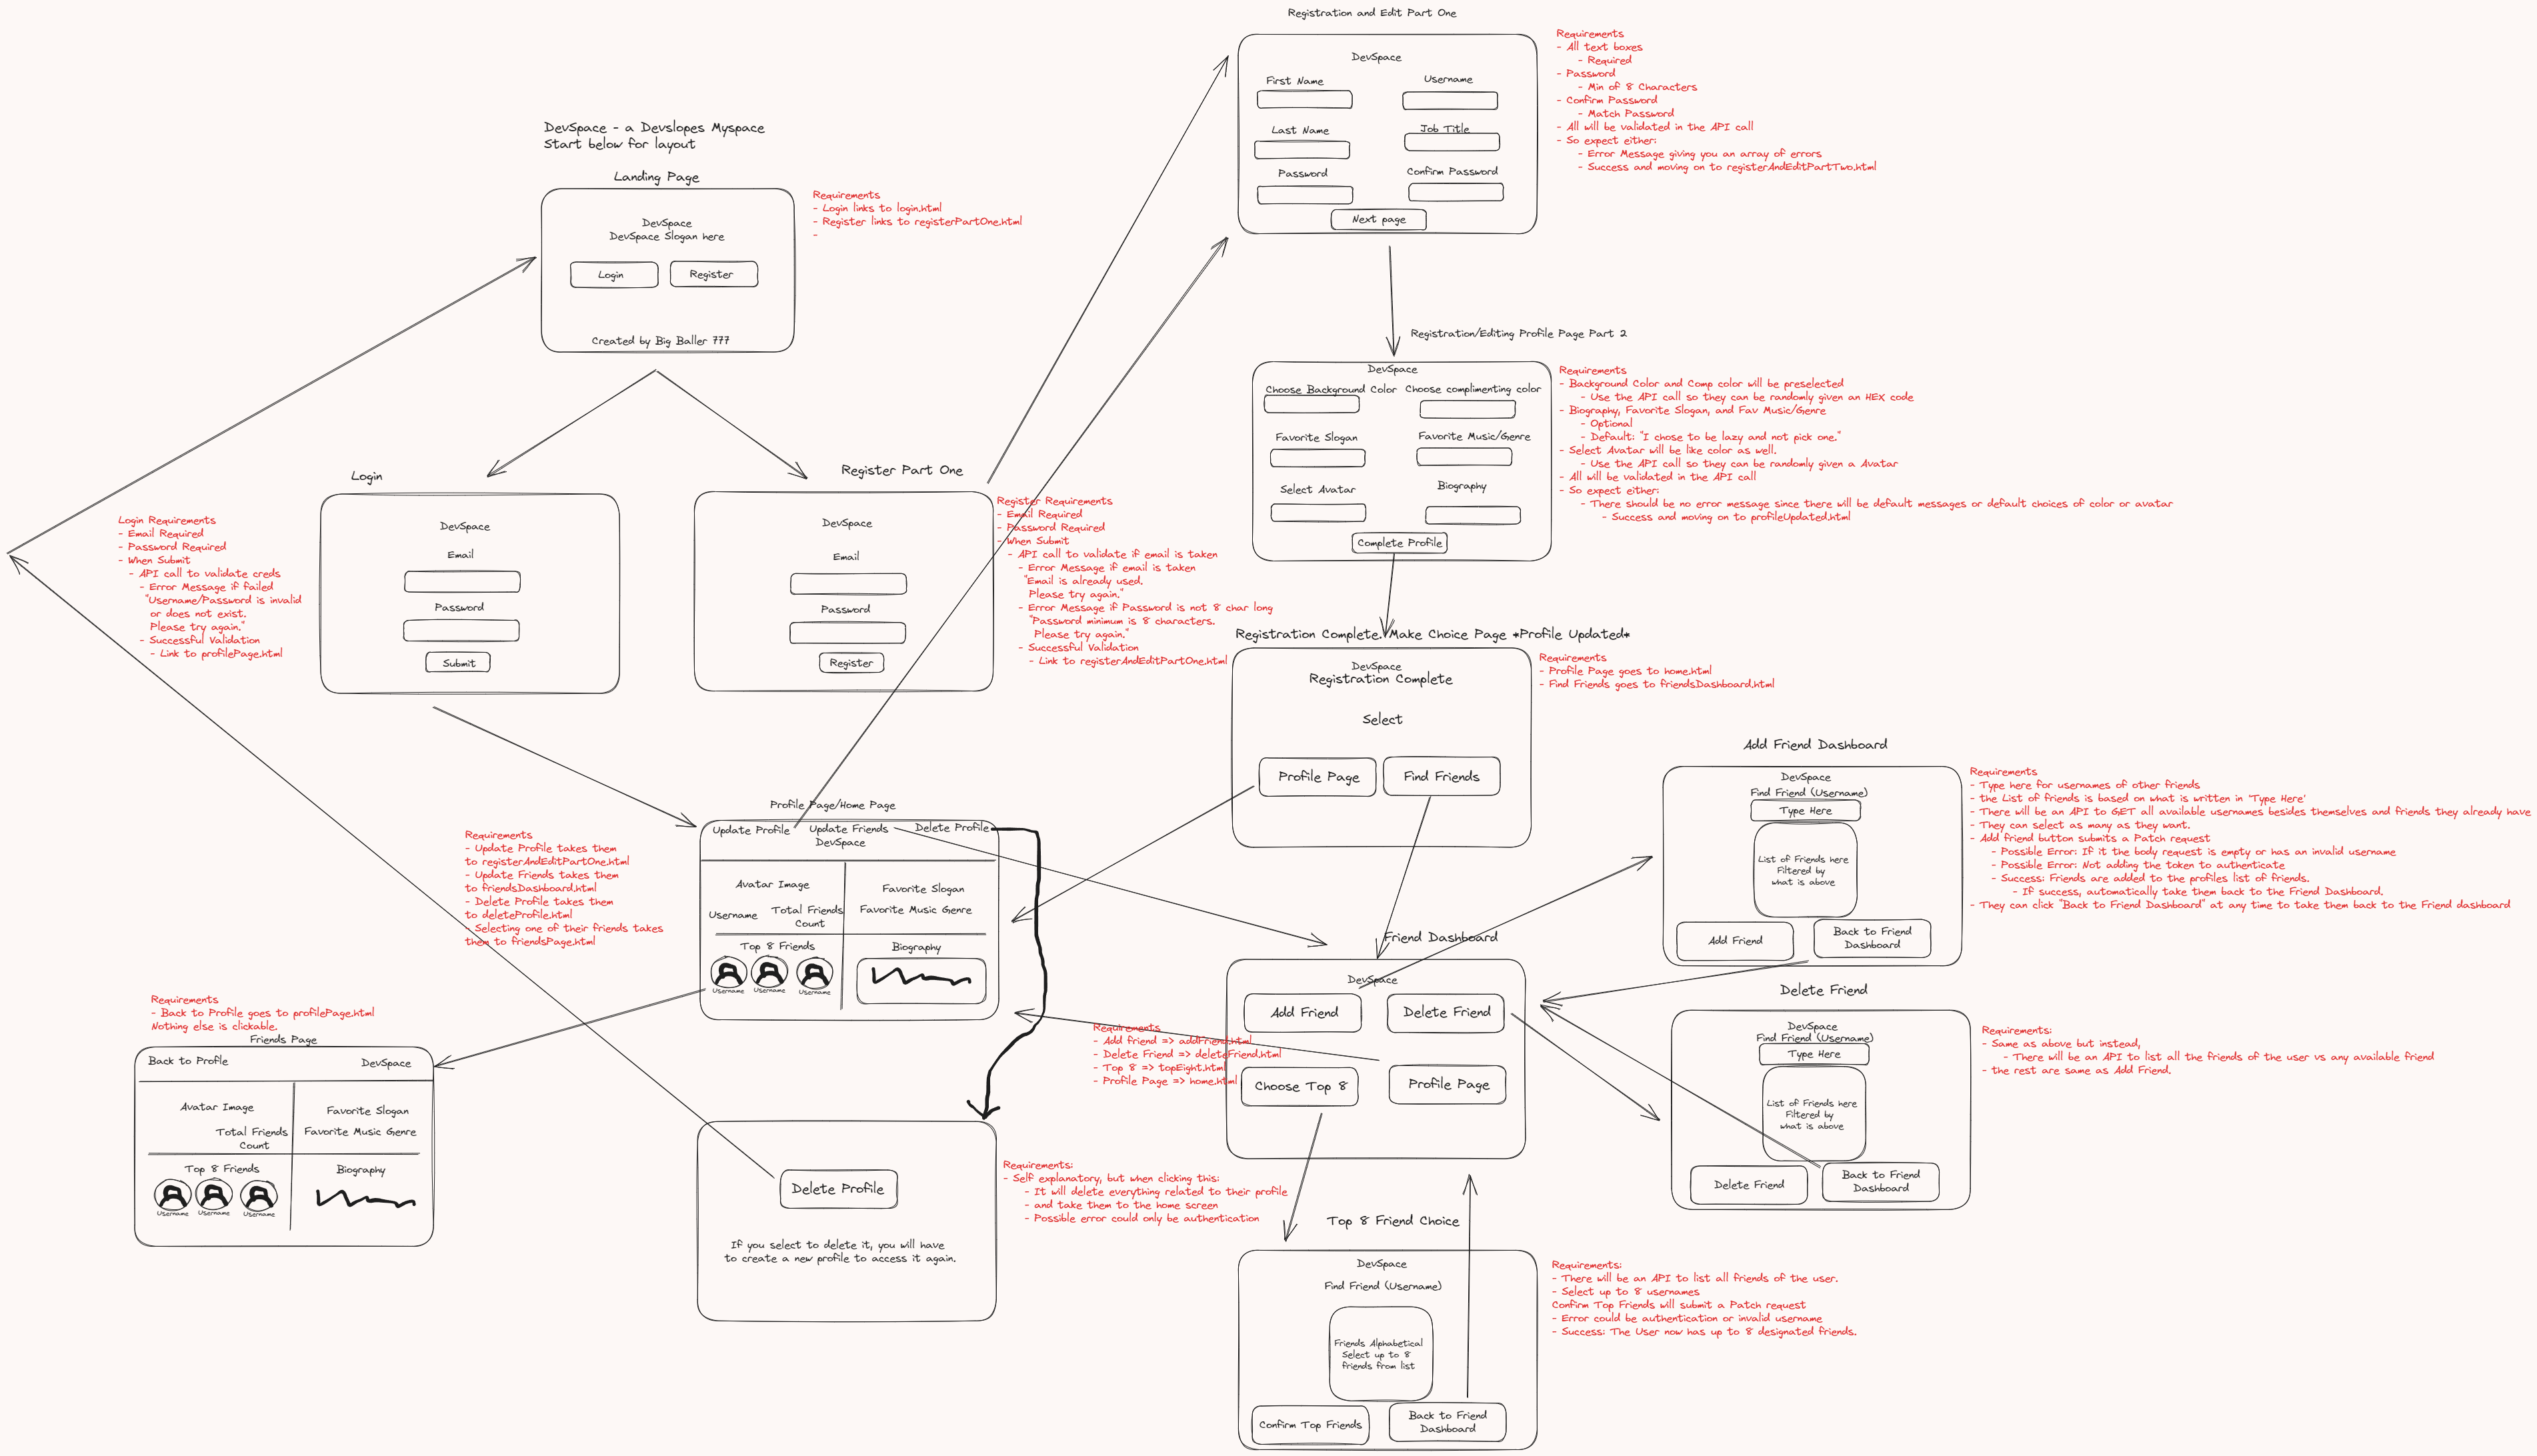 Registration and Edit Part One
DevSpace
First Name
Username
Last Name
Job Title
Password
Confirm Password
Next page
Requirements
- All text boxes
- Required
- Password
- Min of 8 Characters
- Confirm Password
- Match Password
- All will be validated in the API call
- So expect either:
- Error Message giving you an array of errors
- Success and moving on to registerAndEditPartTwo.html
DevSpace - a Devslopes Myspace
Start below for layout
Landing Page
DevSpace
DevSpace Slogan here
Login
Register
Created by Big Baller 777
Requirements
- Login links to login.html
- Register links to registerPartOne.html
-
Registration/Editing Profile Page Part 2
DevSpace
Choose Background Color
Choose complimenting color
Favorite Slogan
Favorite Music/Genre
Select Avatar
Biography
Complete Profile
Requirements
- Background Color and Comp color will be preselected
- Use the API call so they can be randomly given an HEX code
- Biography, Favorite Slogan, and Fav Music/Genre
- Optional
- Default: "I chose to be lazy and not pick one."
- Select Avatar will be like color as well.
- Use the API call so they can be randomly given a Avatar
- All will be validated in the API call
- So expect either:
- There should be no error message since there will be default messages or default choices of color or avatar
- Success and moving on to profileUpdated.html
Login
DevSpace
Email
Password
Submit
Login Requirements
- Email Required
- Password Required
- When Submit
- API call to validate creds
- Error Message if failed
"Username/Password is invalid
or does not exist.
Please try again."
- Successful Validation
- Link to profilePage.html
Register Part One
DevSpace
Email
Password
Register
Register Requirements
- Email Required
- Password Required
- When Submit
- API call to validate if email is taken
- Error Message if email is taken
"Email is already used.
Please try again."
- Error Message if Password is not 8 char long
"Password minimum is 8 characters.
Please try again."
- Successful Validation
- Link to registerAndEditPartOne.html
Registration Complete. Make Choice Page *Profile Updated*
DevSpace
Registration Complete
Select
Profile Page
Find Friends
Requirements
- Profile Page goes to home.html
- Find Friends goes to friendsDashboard.html
Add Friend Dashboard
DevSpace
Find Friend (Username)
Type Here
List of Friends here
Filtered by
what is above
Add Friend
Back to Friend
Dashboard
Requirements
- Type here for usernames of other friends
- the List of friends is based on what is written in 'Type Here'
- There will be an API to GET all available usernames besides themselves and friends they already have
- They can select as many as they want.
- Add friend button submits a Patch request
- Possible Error: If it the body request is empty or has an invalid username
- Possible Error: Not adding the token to authenticate
- Success: Friends are added to the profiles list of friends.
- If success, automatically take them back to the Friend Dashboard.
- They can click "Back to Friend Dashboard" at any time to take them back to the Friend dashboard
Profile Page/Home Page
Update Profile
Update Friends
Delete Profile
DevSpace
Avatar Image
Favorite Slogan
Username
Total Friends
Count
Favorite Music Genre
Top 8 Friends
Biography
Username
Username
Username
Requirements
- Update Profile takes them
to registerAndEditPartOne.html
- Update Friends takes them
to friendsDashboard.html
- Delete Profile takes them
to deleteProfile.html
- Selecting one of their friends takes
them to friendsPage.html
Friend Dashboard
DevSpace
Add Friend
Delete Friend
Choose Top 8
Profile Page
Requirements
- Add friend => addFriend.html
- Delete Friend => deleteFriend.html
- Top 8 => topEight.html
- Profile Page => home.html
Delete Friend
DevSpace
Find Friend (Username)
Type Here
List of Friends here
Filtered by
what is above
Delete Friend
Back to Friend
Dashboard
Requirements:
- Same as above but instead,
- There will be an API to list all the friends of the user vs any available friend
- the rest are same as Add Friend.
Requirements
- Back to Profile goes to profilePage.html
Nothing else is clickable.
Friends Page
Back to Profle
DevSpace
Avatar Image
Favorite Slogan
Total Friends
Count
Favorite Music Genre
Top 8 Friends
Biography
Username
Username
Username
Delete Profile
If you select to delete it, you will have
to create a new profile to access it again.
Requirements:
- Self explanatory, but when clicking this:
- It will delete everything related to their profile
- and take them to the home screen
- Possible error could only be authentication
Top 8 Friend Choice
DevSpace
Find Friend (Username)
Friends Alphabetical
Select up to 8
friends from list
Confirm Top Friends
Back to Friend
Dashboard
Requirements:
- There will be an API to list all friends of the user.
- Select up to 8 usernames
Confirm Top Friends will submit a Patch request
- Error could be authentication or invalid username
- Success: The User now has up to 8 designated friends.